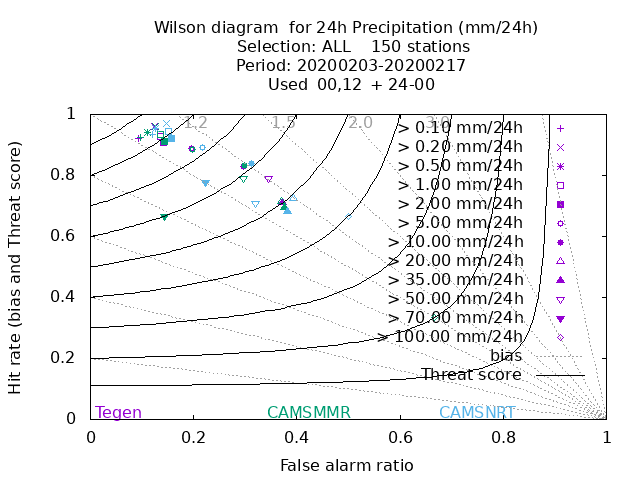 Wilson diagram  for 24h Precipitation (mm/24h)
Selection: ALL    150 stations
Period: 20200203-20200217
Used  00,12  + 24-00
Hit rate (bias and Threat score)
1
0.8
0.6
0.4
0.2
0
1.2
1.5
2.0
3.0
> 0.10 mm/24h
> 0.20 mm/24h
> 0.50 mm/24h
> 1.00 mm/24h
> 2.00 mm/24h
> 5.00 mm/24h
> 10.00 mm/24h
> 20.00 mm/24h
> 35.00 mm/24h
> 50.00 mm/24h
> 70.00 mm/24h
> 100.00 mm/24h
bias
Threat score
Tegen
CAMSMMR
CAMSNRT
0
0.2
0.4
0.6
0.8
1
False alarm ratio